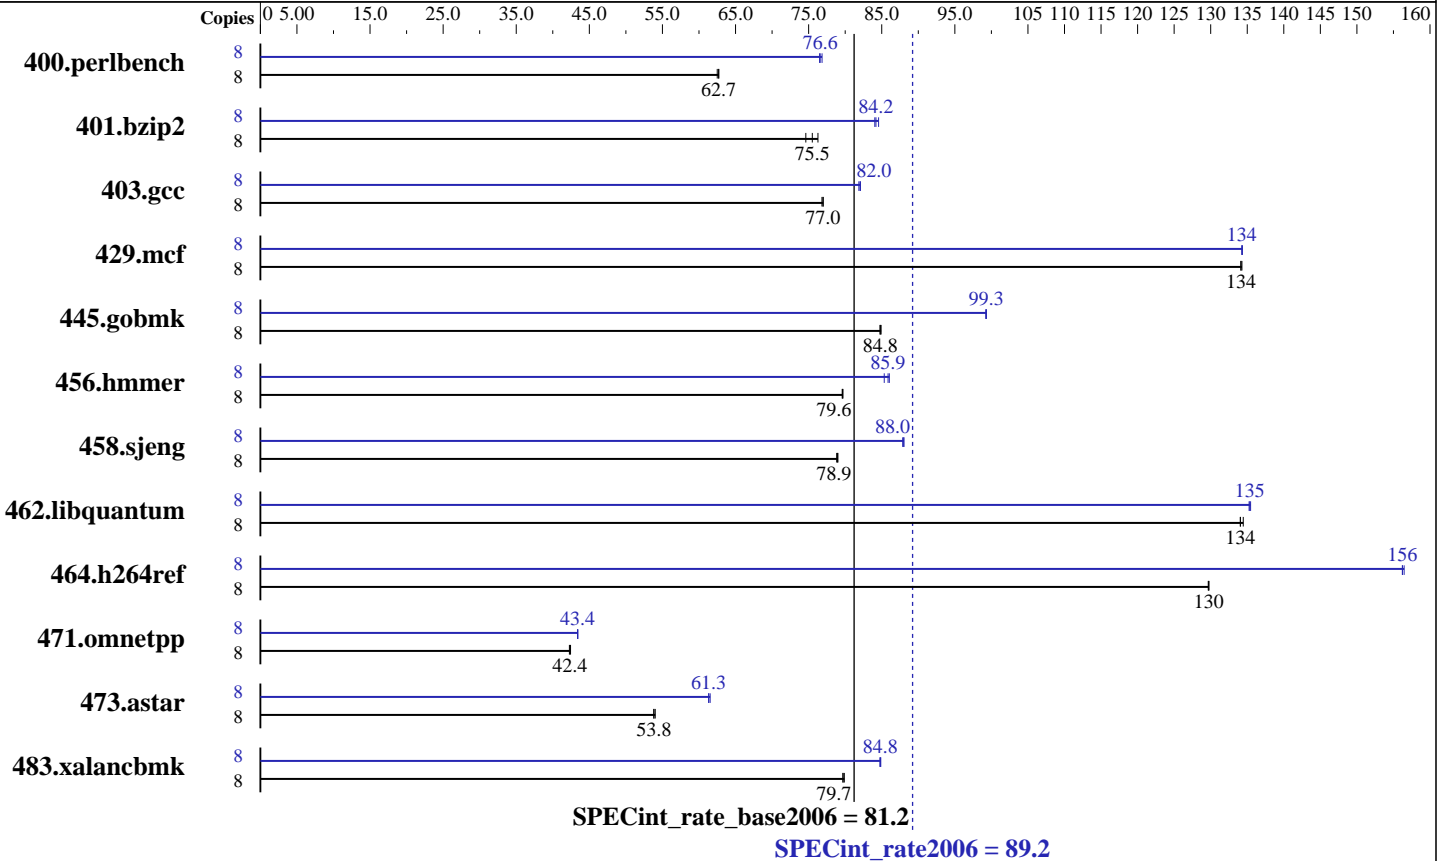 Copies 0 5.00 15.0 25.0 35.0 45.0 55.0 65.0 75.0 85.0 95.0 105 110 115 120 125 130 135 140 145 150 160
400.perlbench 8 76.6
8 62.7
401.bzip2 8 84.2
8 75.5
403.gcc 8 82.0
8 77.0
429.mcf 8 134
8 134
445.gobmk 8 99.3
8 84.8
456.hmmer 8 85.9
8 79.6
458.sjeng 8 88.0
8 78.9
462.libquantum 8 135
8 134
464.h264ref 8 156
8 130
471.omnetpp 8 43.4
8 42.4
473.astar 8 61.3
8 53.8
483.xalancbmk 8 84.8
8 79.7
SPECint_rate_base2006 = 81.2
SPECint_rate2006 = 89.2